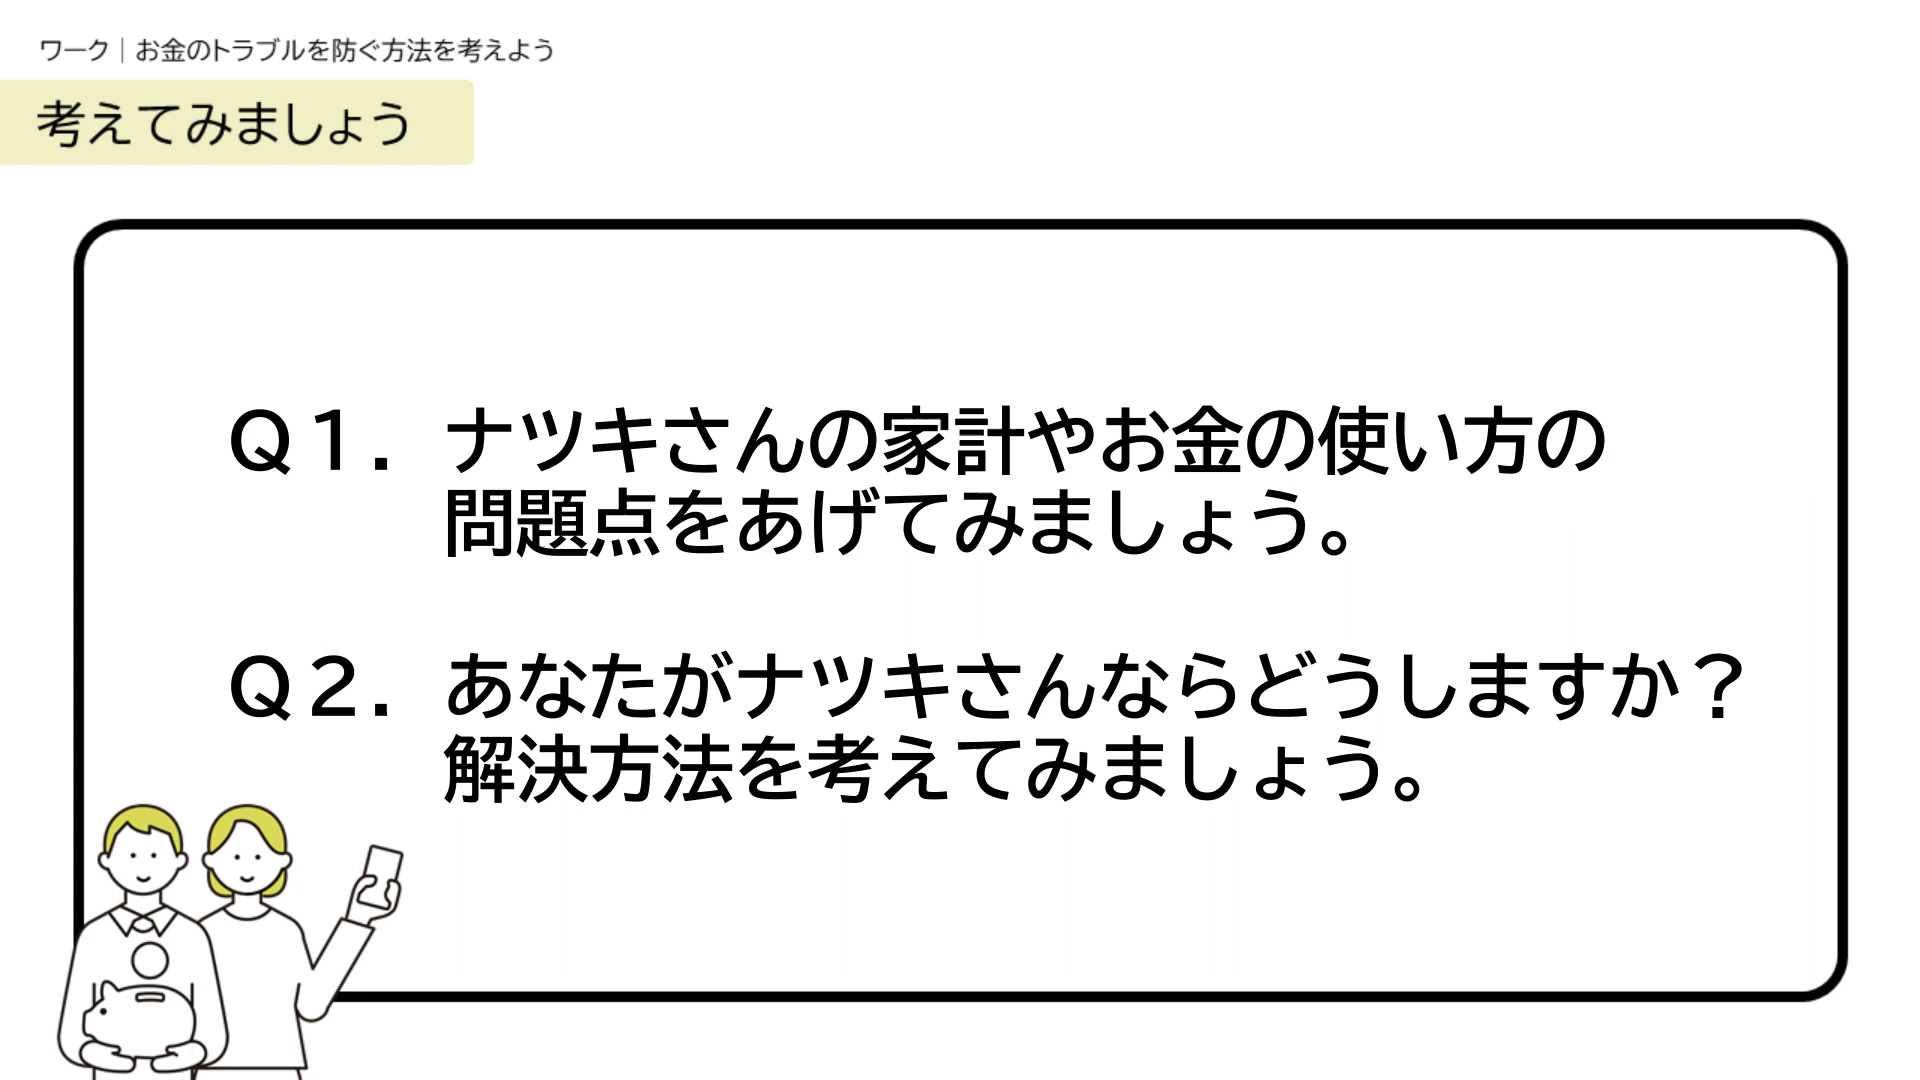 ワーク｜お金のトラブルを防ぐ方法を考えよう
考えてみましょう
Ｑ１．ナツキさんの家計やお金の使い方の
問題点をあげてみましょう。
Ｑ２．あなたがナツキさんならどうしますか？
解決方法を考えてみましょう。